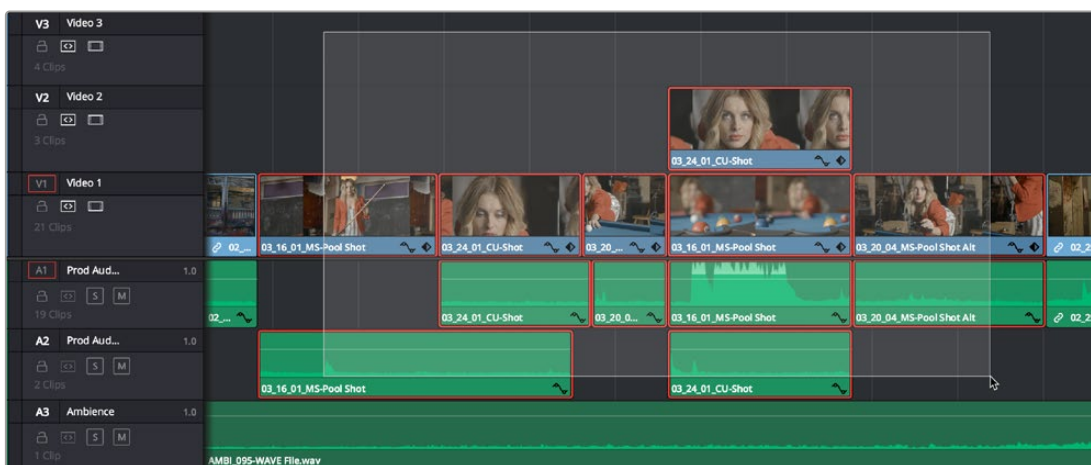 V3 Video 3
4 Clips
V2 Video 2
3 Clips
03_24_01_CU-Shot
V1 Video 1
21 Clips
02_...
03_16_01_MS-Pool Shot
03_24_01_CU-Shot
03_20_...
03_16_01_MS-Pool Shot
03_20_04_MS-Pool Shot Alt
02_2
A1 Prod Aud... 1.0
S M
19 Clips
02_...
03_24_01_CU-Shot
03_20_0...
03_16_01_MS-Pool Shot
03_20_04_MS-Pool Shot Alt
02_2
A2 Prod Aud... 1.0
S M
2 Clips
03_16_01_MS-Pool Shot
03_24_01_CU-Shot
A3 Ambience 1.0
S M
1 Clip
AMBI_095-WAVE File.wav